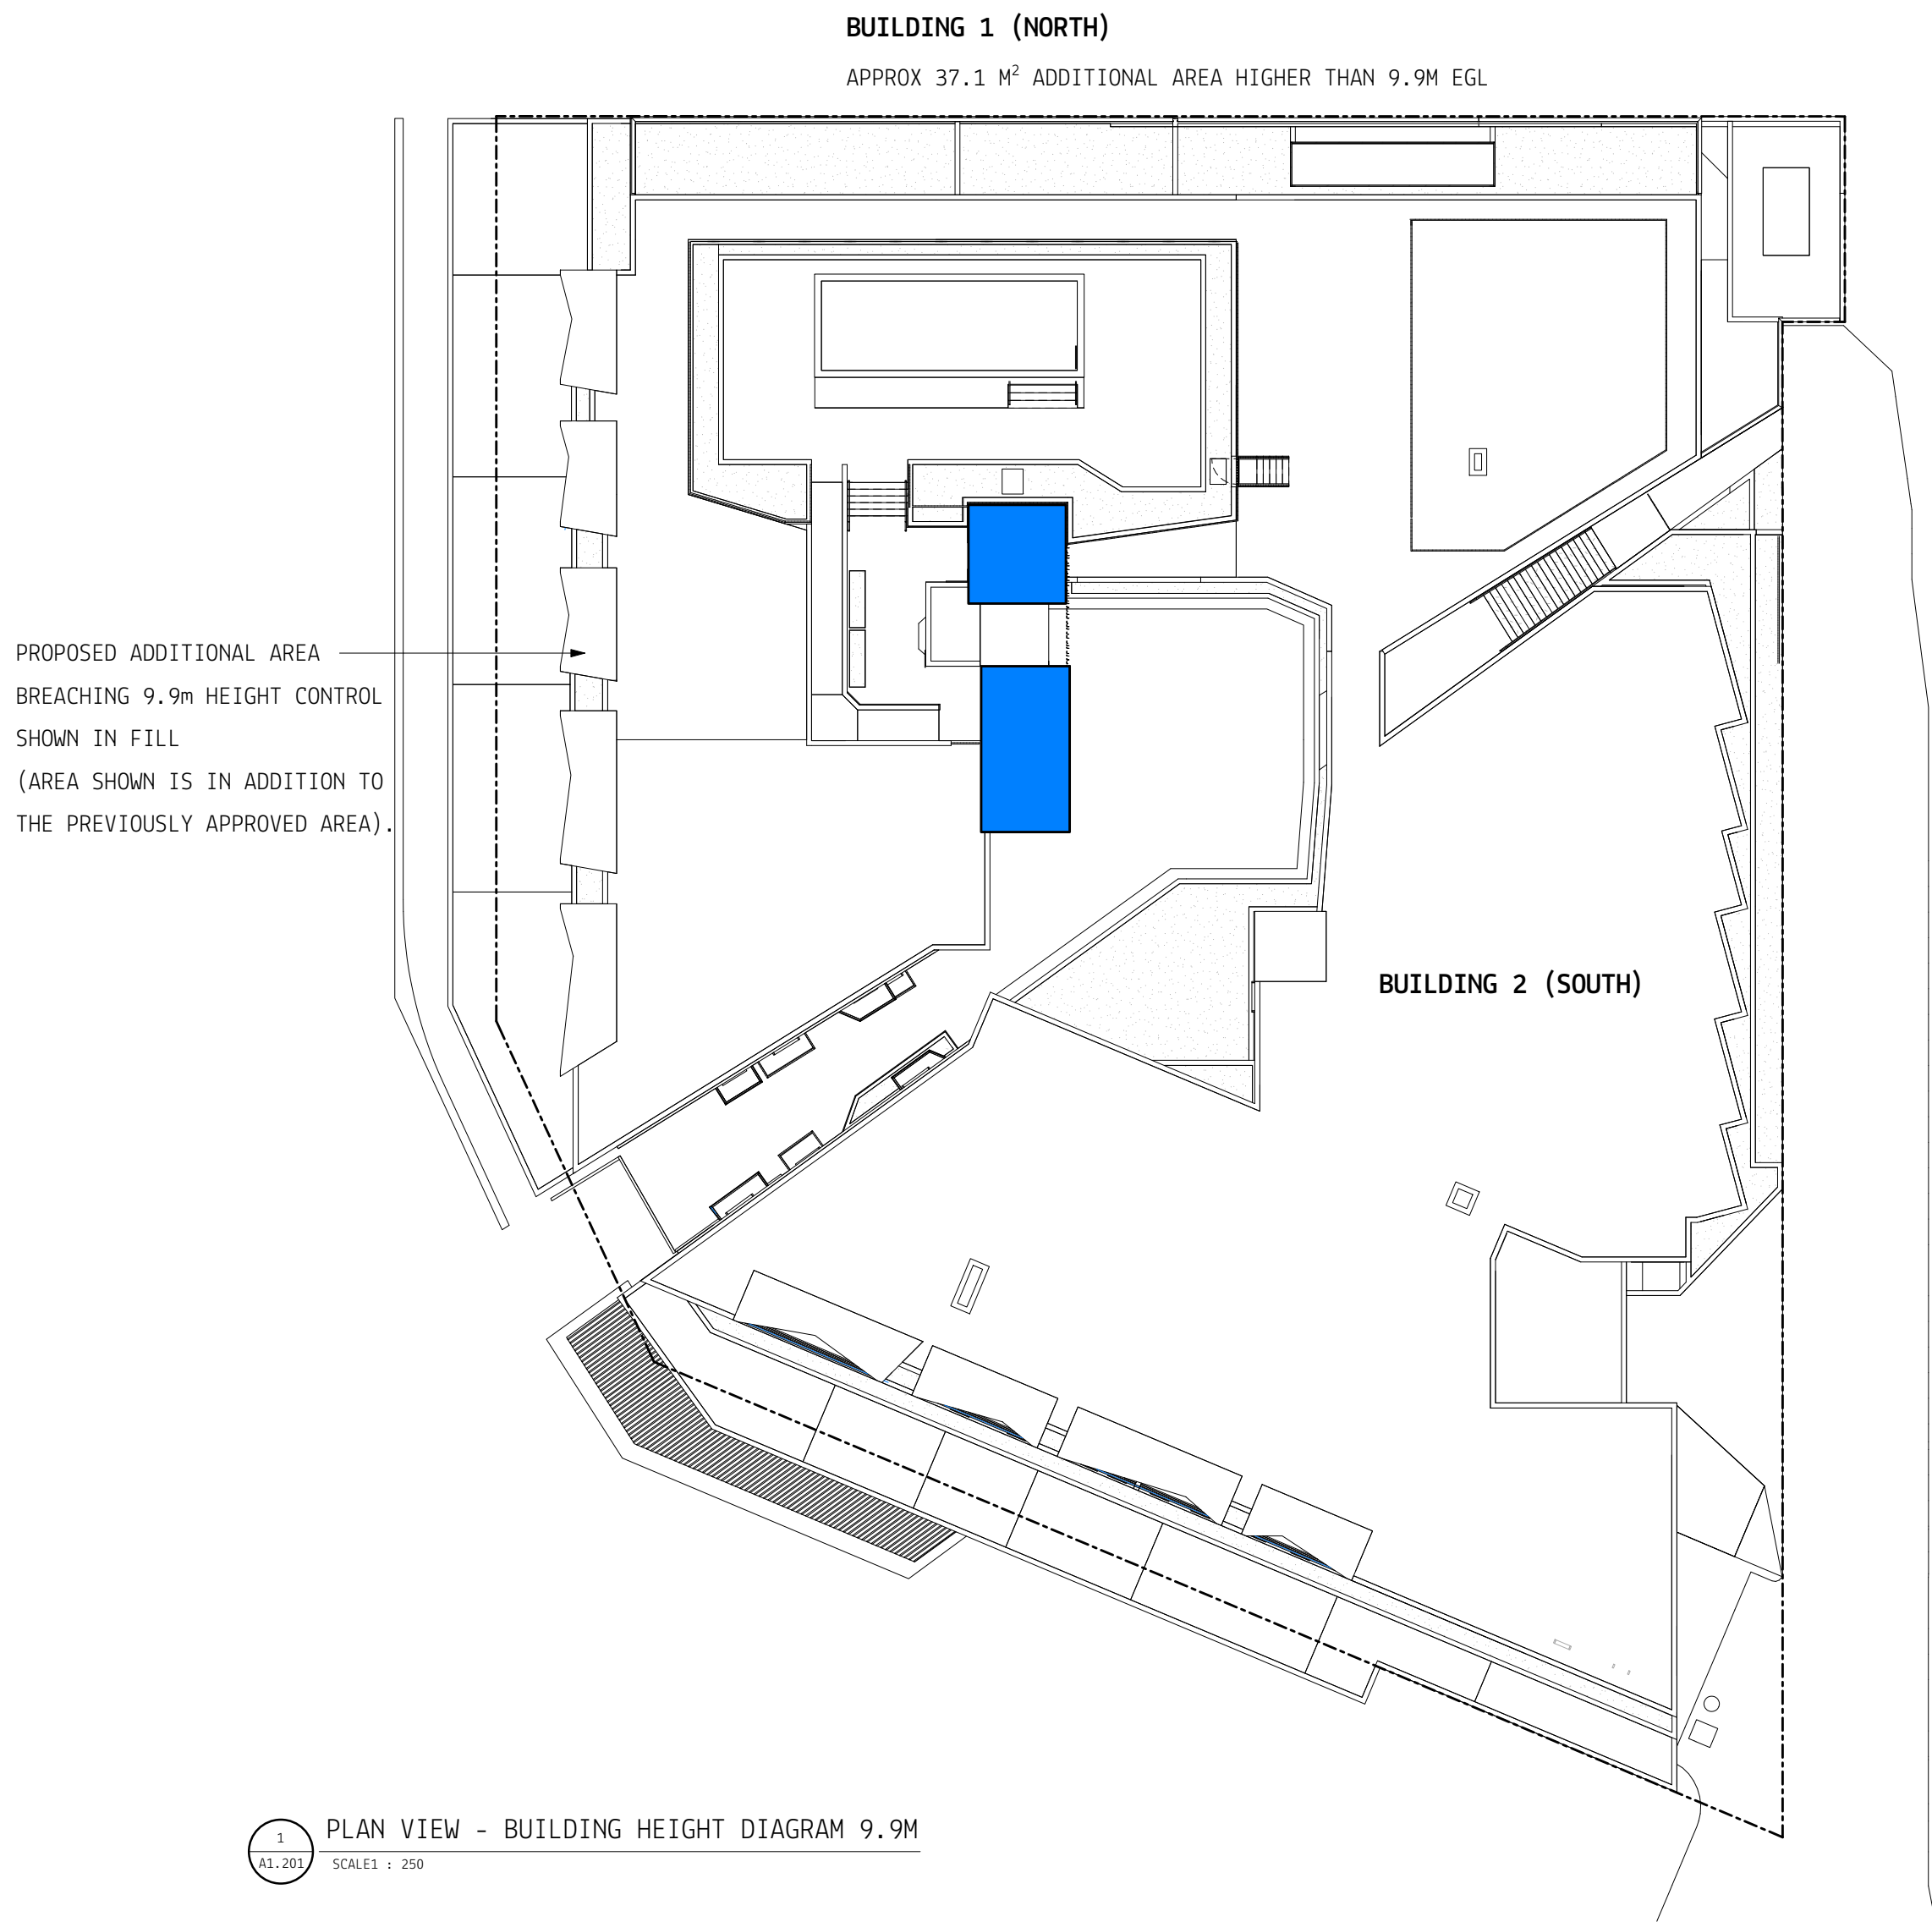 BUILDING 1 (NORTH)
APPROX 37.1 M² ADDITIONAL AREA HIGHER THAN 9.9M EGL
PROPOSED ADDITIONAL AREA
BREACHING 9.9m HEIGHT CONTROL
SHOWN IN FILL
(AREA SHOWN IS IN ADDITION TO
THE PREVIOUSLY APPROVED AREA).
BUILDING 2 (SOUTH)
1
A1.201
PLAN VIEW - BUILDING HEIGHT DIAGRAM 9.9M
SCALE1 : 250